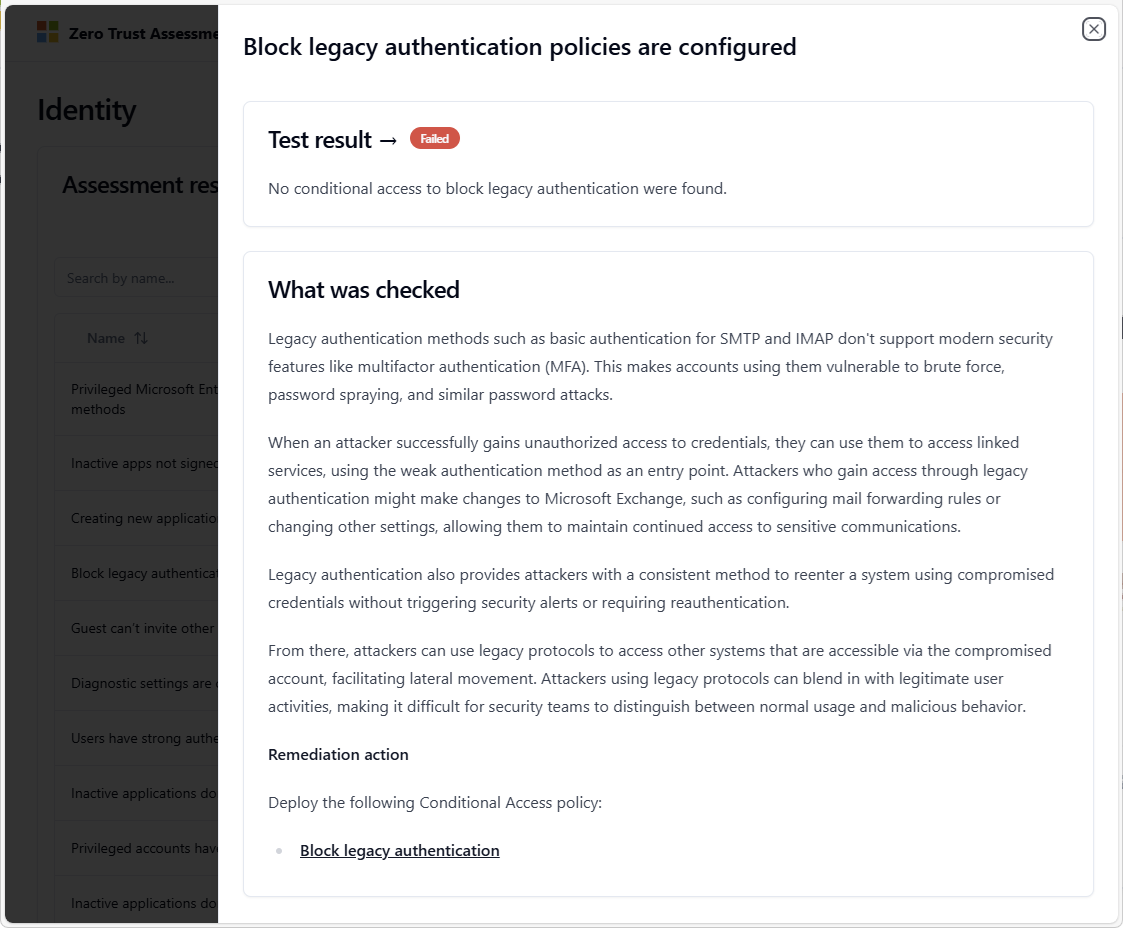 Zero Trust Assessme
Identity
Assessment res
Search by name...
Name
Privileged Microsoft Ent
methods
Inactive apps not signed
Creating new applicatio
Block legacy authenticat
Guest can't invite other
Diagnostic settings are c
Users have strong authe
Inactive applications do
Privileged accounts have
Inactive applications do
Block legacy authentication policies are configured
Test result → Failed
No conditional access to block legacy authentication were found.
What was checked
Legacy authentication methods such as basic authentication for SMTP and IMAP don't support modern security
features like multifactor authentication (MFA). This makes accounts using them vulnerable to brute force,
password spraying, and similar password attacks.
When an attacker successfully gains unauthorized access to credentials, they can use them to access linked
services, using the weak authentication method as an entry point. Attackers who gain access through legacy
authentication might make changes to Microsoft Exchange, such as configuring mail forwarding rules or
changing other settings, allowing them to maintain continued access to sensitive communications.
Legacy authentication also provides attackers with a consistent method to reenter a system using compromised
credentials without triggering security alerts or requiring reauthentication.
From there, attackers can use legacy protocols to access other systems that are accessible via the compromised
account, facilitating lateral movement. Attackers using legacy protocols can blend in with legitimate user
activities, making it difficult for security teams to distinguish between normal usage and malicious behavior.
Remediation action
Deploy the following Conditional Access policy:
Block legacy authentication